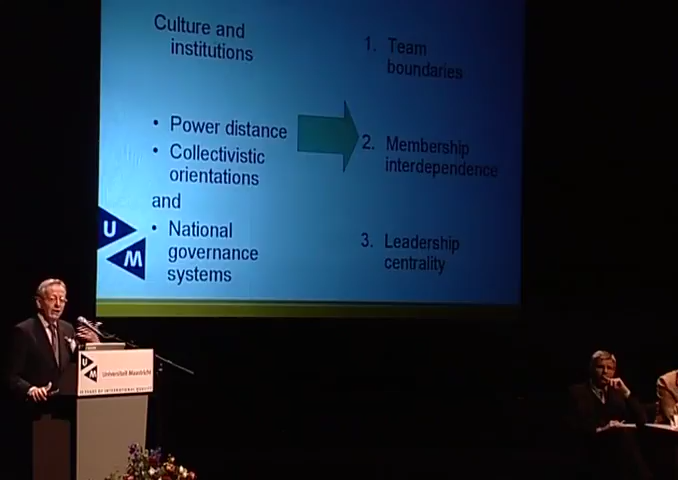 Culture and
institutions
• Power distance
• Collectivistic
orientations
and
• National
governance
systems
1. Team
boundaries
2. Membership
interdependence
3. Leadership
centrality
U
M
U
M
Universiteit Maastricht